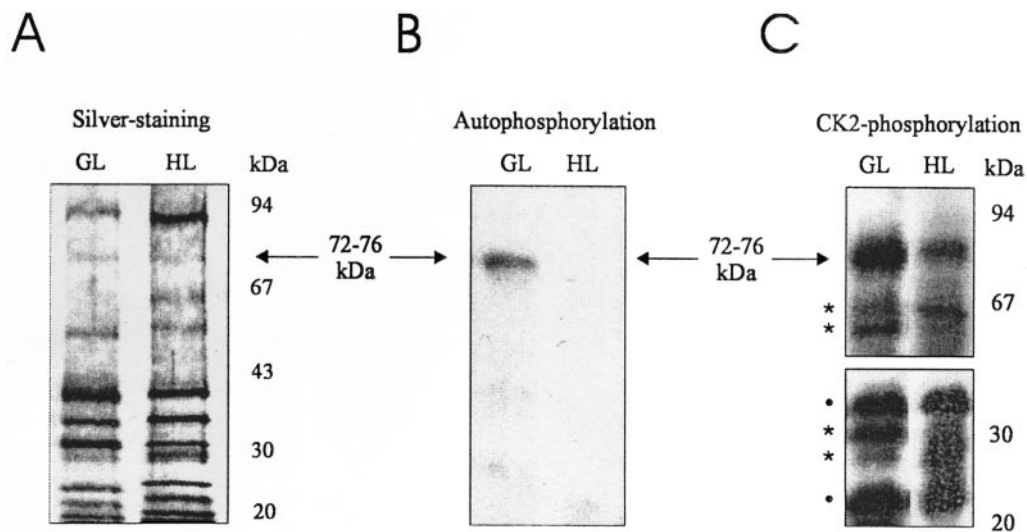 A
B
C
Silver-staining
Autophosphorylation
CK2-phosphorylation
GL HL kDa
GL HL
GL HL kDa
94
72-76
kDa
67
43
30
20
72-76
kDa
94
67
*
*
•
*
*
•
30
20